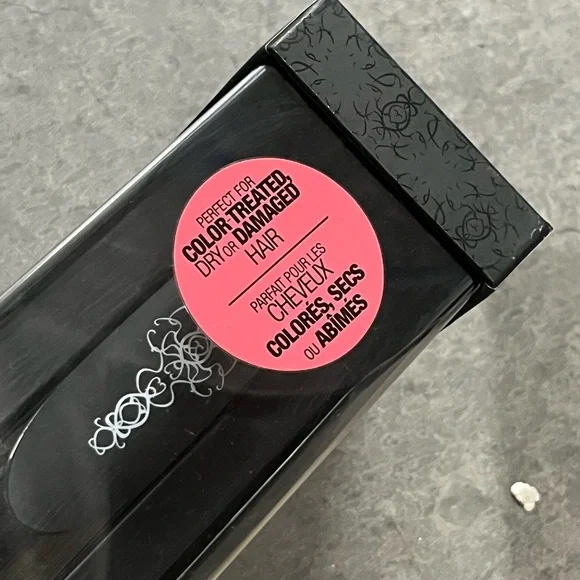 PERFECT FOR
COLOR-TREATED,
DRY OR DAMAGED
HAIR
PARFAIT POUR LES
CHEVEUX
COLORÉS, SECS
OU ABÎMÉS